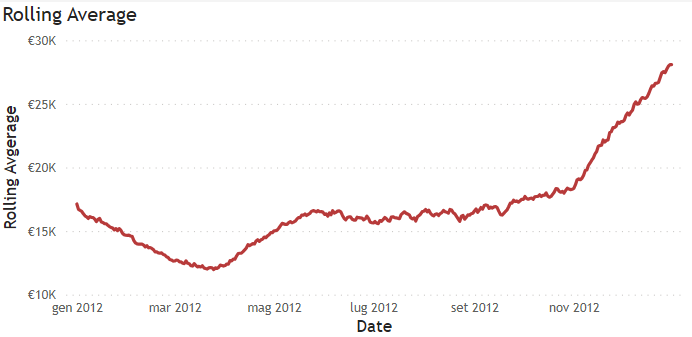 Rolling Average
€30K
€25K
€20K
€15K
€10K
Rolling Avgerage
gen 2012 mar 2012 mag 2012 lug 2012 set 2012 nov 2012
Date